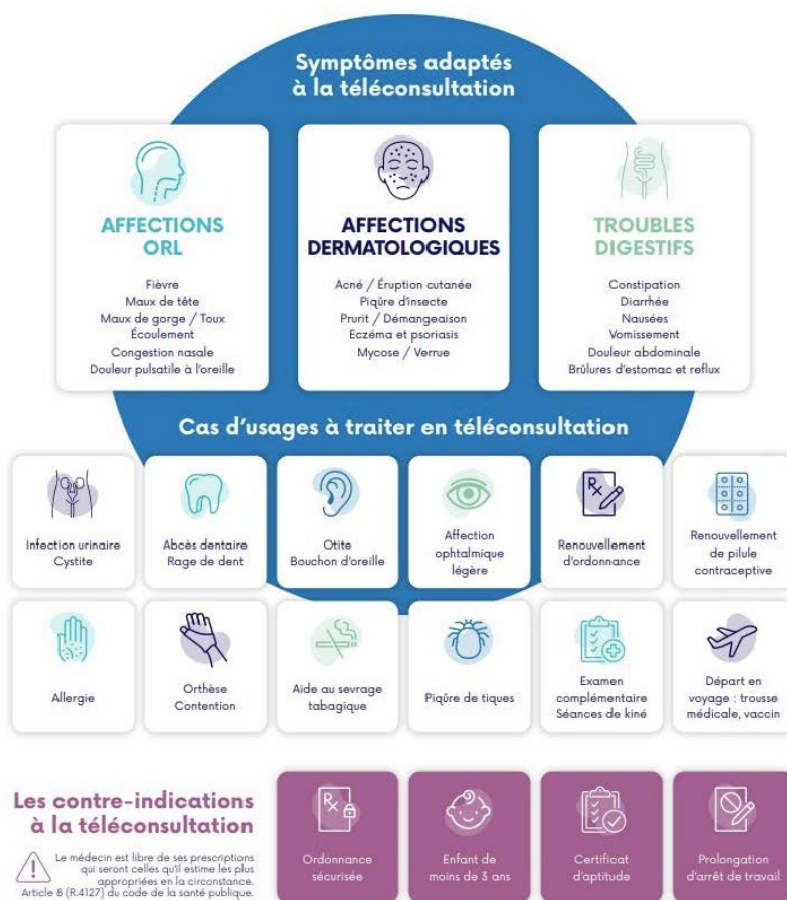 Symptômes adaptés
à la téléconsultation
AFFECTIONS
ORL
Fièvre
Maux de tête
Maux de gorge / Toux
Écoulement
Congestion nasale
Douleur pulsatile à l'oreille
AFFECTIONS
DERMATOLOGIQUES
Acné / Éruption cutanée
Piqûre d'insecte
Prurit / Démangeaison
Eczéma et psoriasis
Mycose / Verrue
TROUBLES
DIGESTIFS
Constipation
Diarrhée
Nausées
Vomissement
Douleur abdominale
Brûlures d'estomac et reflux
Cas d'usages à traiter en téléconsultation
Infection urinaire
Cystite
Abcès dentaire
Rage de dent
Otite
Bouchon d'oreille
Affection
ophtalmique
légère
Rx
Renouvellement
d'ordonnance
Renouvellement
de pilule
contraceptive
Allergie
Orthèse
Contention
Aide au sevrage
tabagique
Piqûre de tiques
Examen
complémentaire
Séances de kiné
Départ en
voyage : trousse
médicale, vaccin
Les contre-indications
à la téléconsultation
Le médecin est libre de ses prescriptions
qui seront celles qu'il estime les plus
appropriées en la circonstance.
Article 8 (R.4127) du code de la santé publique.
Rx
Ordonnance
sécurisée
Enfant de
moins de 3 ans
Certificat
d'aptitude
Prolongation
d'arrêt de travail